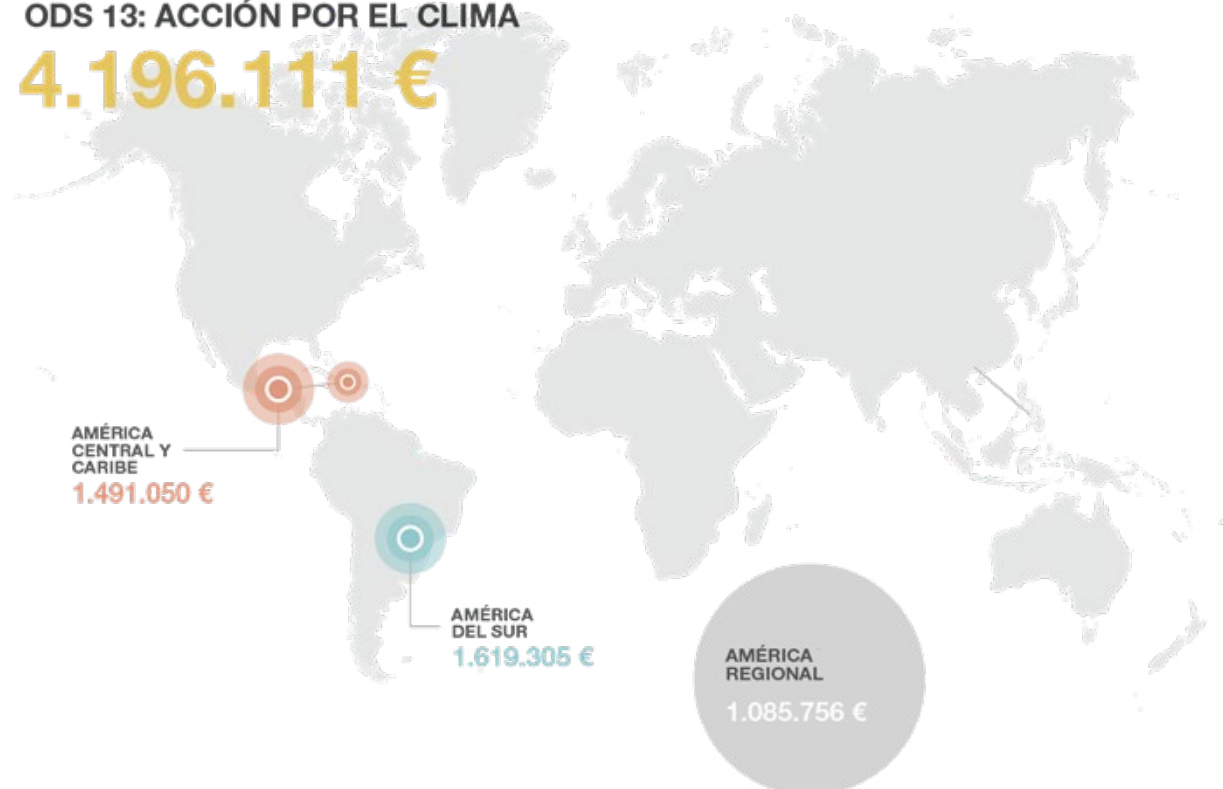 ODS 13: ACCIÓN POR EL CLIMA
4.196.111 €
AMÉRICA
CENTRAL Y
CARIBE
1.491.050 €
AMÉRICA
DEL SUR
1.619.305 €
AMÉRICA
REGIONAL
1.085.756 €